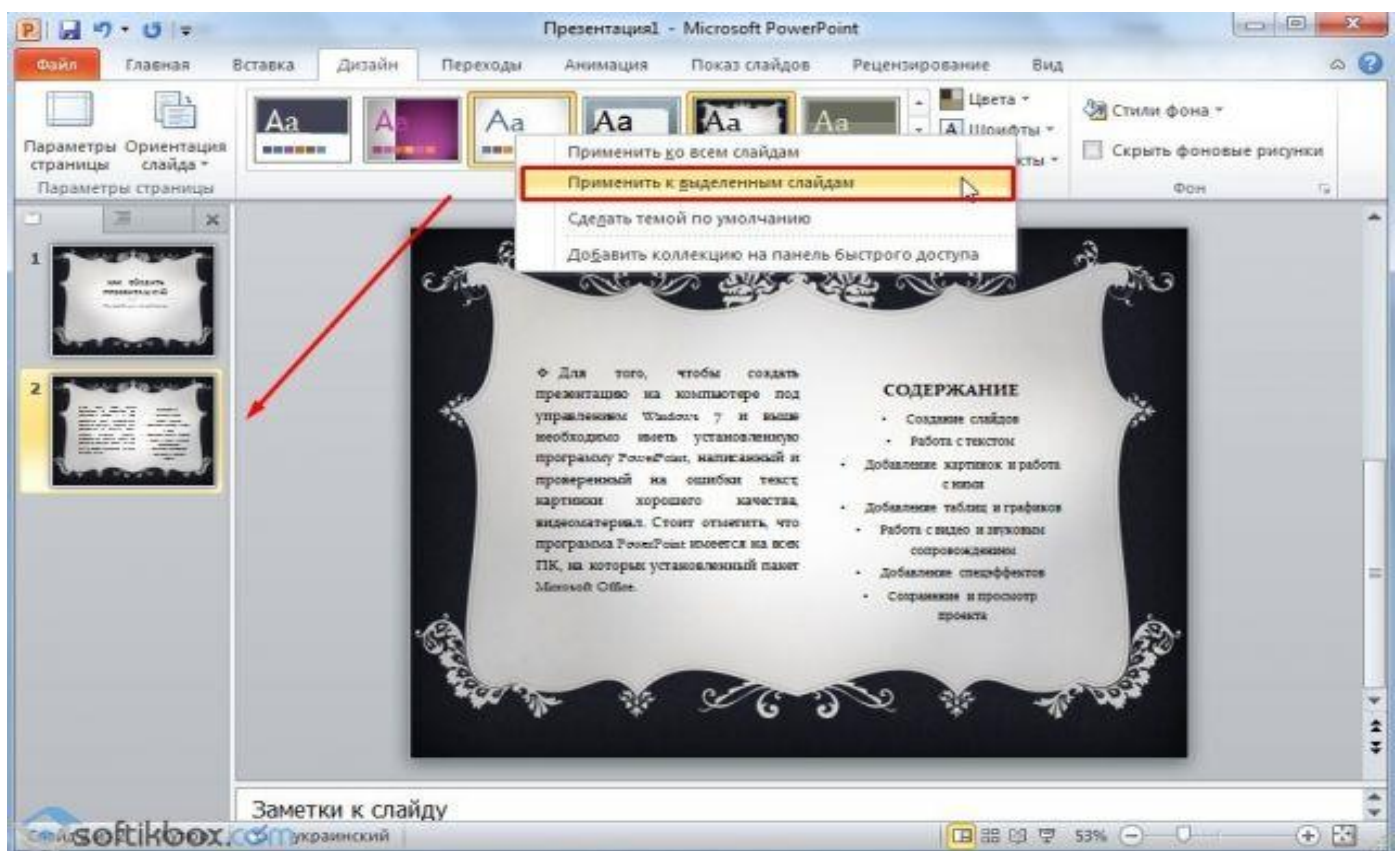 Презентация1 - Microsoft PowerPoint
Файл Главная Вставка Дизайн Переходы Анимация Показ слайдов Рецензирование Вид
Aa Aa Aa Aa Aa Aa
Цвета
Шрифты
кты
Стили фона
Скрыть фоновые рисунки
Фон
Параметры страницы
Ориентация слайда
Параметры страницы
Применить ко всем слайдам
Применить к выделенным слайдам
Сделать темой по умолчанию
Добавить коллекцию на панель быстрого доступа
1
2
❖ Для того, чтобы создать
презентацию на компьютере под
управлением Windows 7 и выше
необходимо иметь установленную
программу PowerPoint, написанный и
проверенный на ошибки текст,
картинки хорошего качества,
видеоматериал. Стоит отметить, что
программа PowerPoint имеется на всех
ПК, на которых установленный пакет
Microsoft Office.
СОДЕРЖАНИЕ
• Создание слайдов
• Работа с текстом
• Добавление картинок и работа
с ними
• Добавление таблиц и графиков
• Работа с видео и звуковым
сопровождением
• Добавление спецэффектов
• Сохранение и просмотр
проекта
Заметки к слайду
softikbox.com
украинский
53%